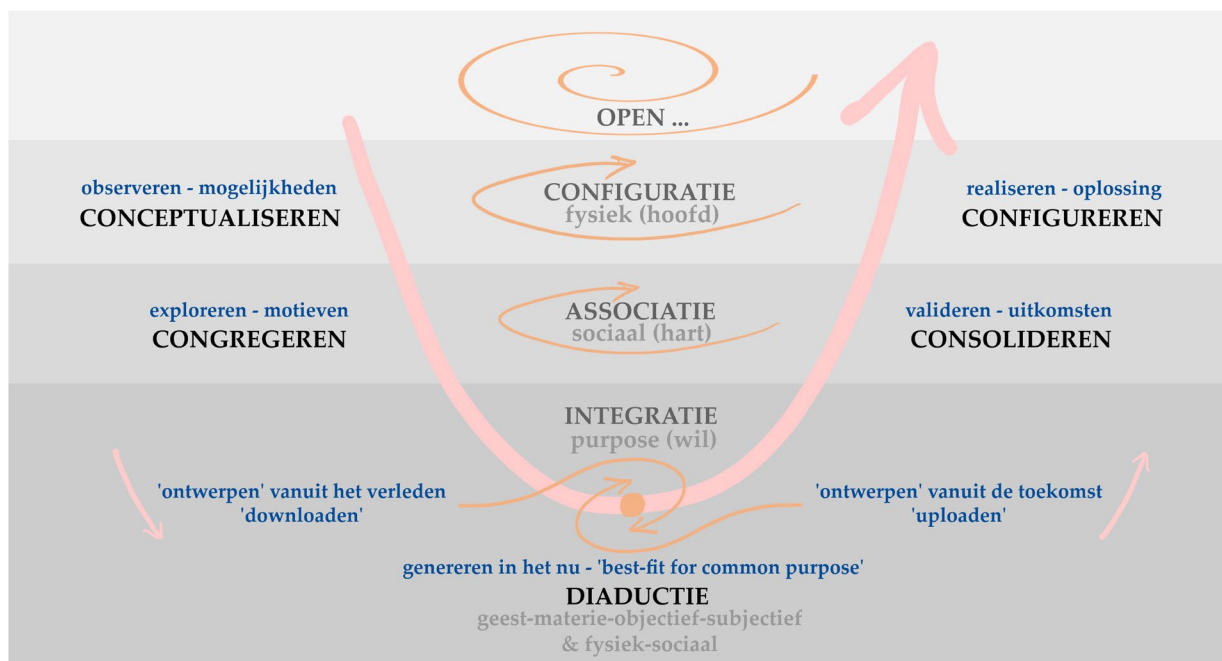 OPEN ...
observeren - mogelijkheden
CONCEPTUALISEREN
CONFIGURATIE
fysiek (hoofd)
realiseren - oplossing
CONFIGUREREN
exploreren - motieven
CONGREGEREN
ASSOCIATIE
sociaal (hart)
valideren - uitkomsten
CONSOLIDEREN
INTEGRATIE
purpose (wil)
'ontwerpen' vanuit het verleden
'downloaden'
'ontwerpen' vanuit de toekomst
'uploaden'
genereren in het nu - 'best-fit for common purpose'
DIADUCTIE
geest-materie-objectief-subjectief
& fysiek-sociaal